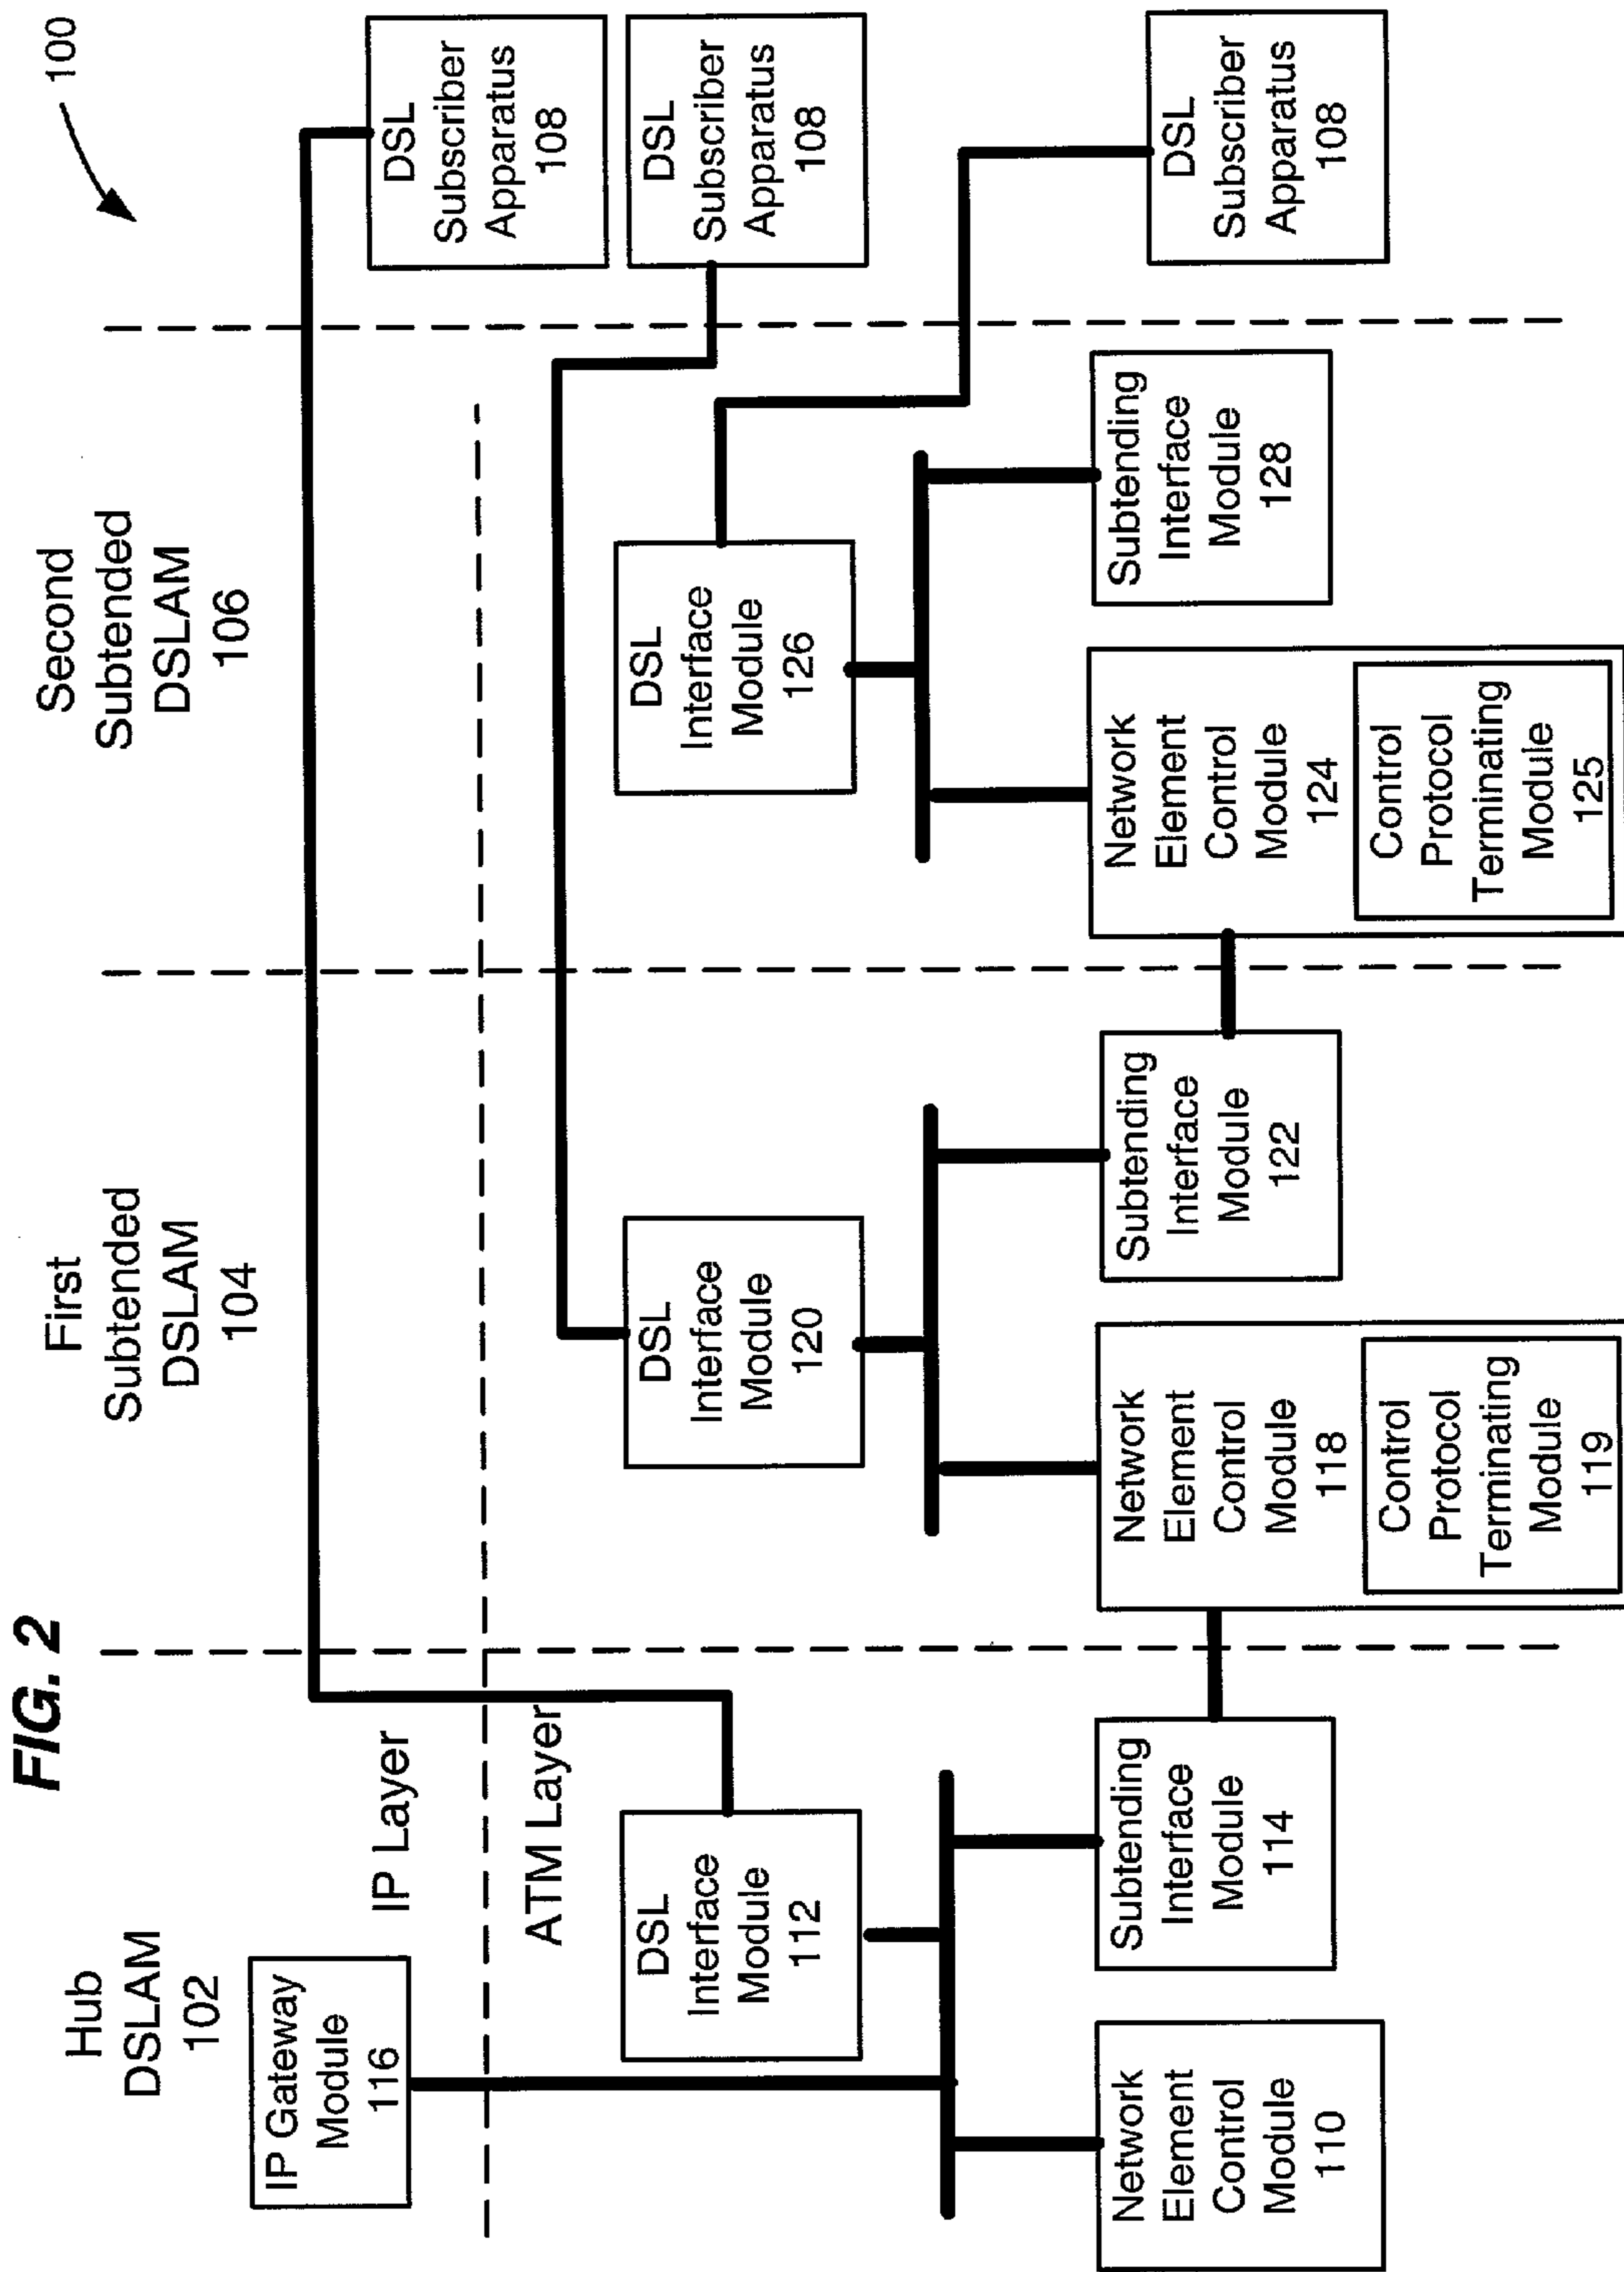 FIG. 2
100
Hub
DSLAM
102
First
Subtended
DSLAM
104
Second
Subtended
DSLAM
106
IP Gateway
Module
116
IP Layer
ATM Layer
DSL
Subscriber
Apparatus
108
DSL
Subscriber
Apparatus
108
DSL
Subscriber
Apparatus
108
DSL
Interface
Module
112
DSL
Interface
Module
120
DSL
Interface
Module
126
Network
Element
Control
Module
110
Subtending
Interface
Module
114
Network
Element
Control
Module
118
Control
Protocol
Terminating
Module
119
Subtending
Interface
Module
122
Network
Element
Control
Module
124
Control
Protocol
Terminating
Module
125
Subtending
Interface
Module
128